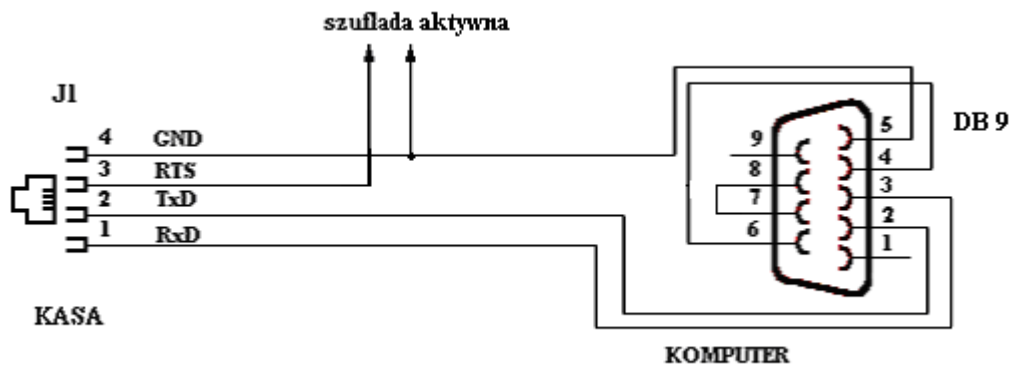 szuflada aktywna
J1
4 GND
3 RTS
2 TxD
1 RxD
KASA
DB 9
5
4
3
2
1
9
8
7
6
KOMPUTER